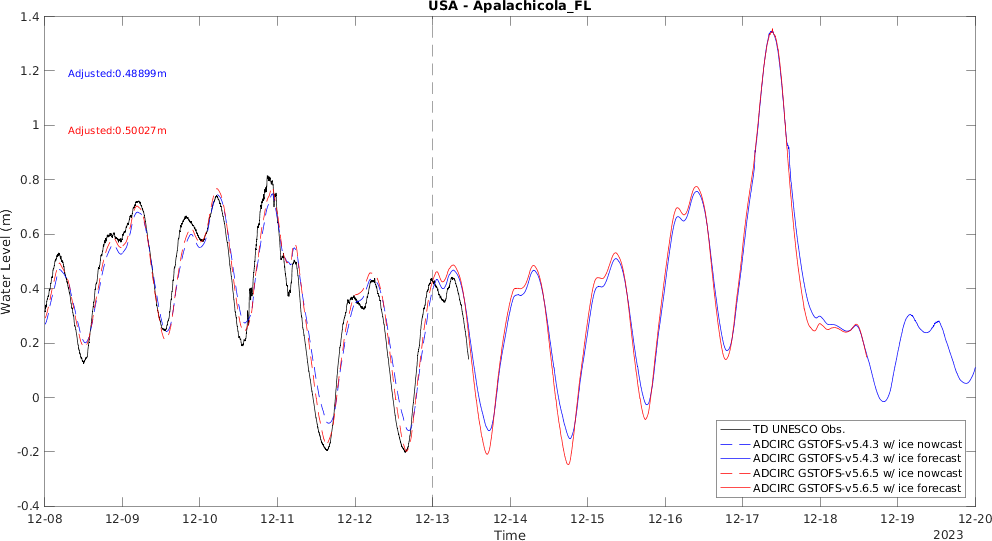 USA - Apalachicola_FL
Water Level (m)
1.4
1.2
1
0.8
0.6
0.4
0.2
0
-0.2
-0.4
Adjusted:0.48899m
Adjusted:0.50027m
TD UNESCO Obs.
ADCIRC GSTOFS-v5.4.3 w/ ice nowcast
ADCIRC GSTOFS-v5.4.3 w/ ice forecast
ADCIRC GSTOFS-v5.6.5 w/ ice nowcast
ADCIRC GSTOFS-v5.6.5 w/ ice forecast
12-08 12-09 12-10 12-11 12-12 12-13 12-14 12-15 12-16 12-17 12-18 12-19 12-20
Time
2023